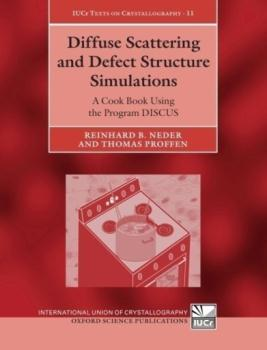 IUCr TEXTS ON CRYSTALLOGRAPHY · 11
Diffuse Scattering
and Defect Structure
Simulations
A Cook Book Using
the Program DISCUS
REINHARD B. NEDER
AND THOMAS PROFFEN
INTERNATIONAL UNION OF CRYSTALLOGRAPHY
OXFORD SCIENCE PUBLICATIONS
IUCr